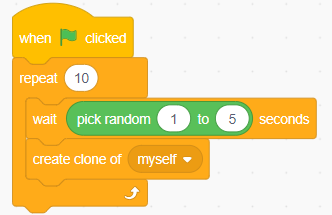 when clicked
repeat 10
wait pick random 1 to 5 seconds
create clone of myself